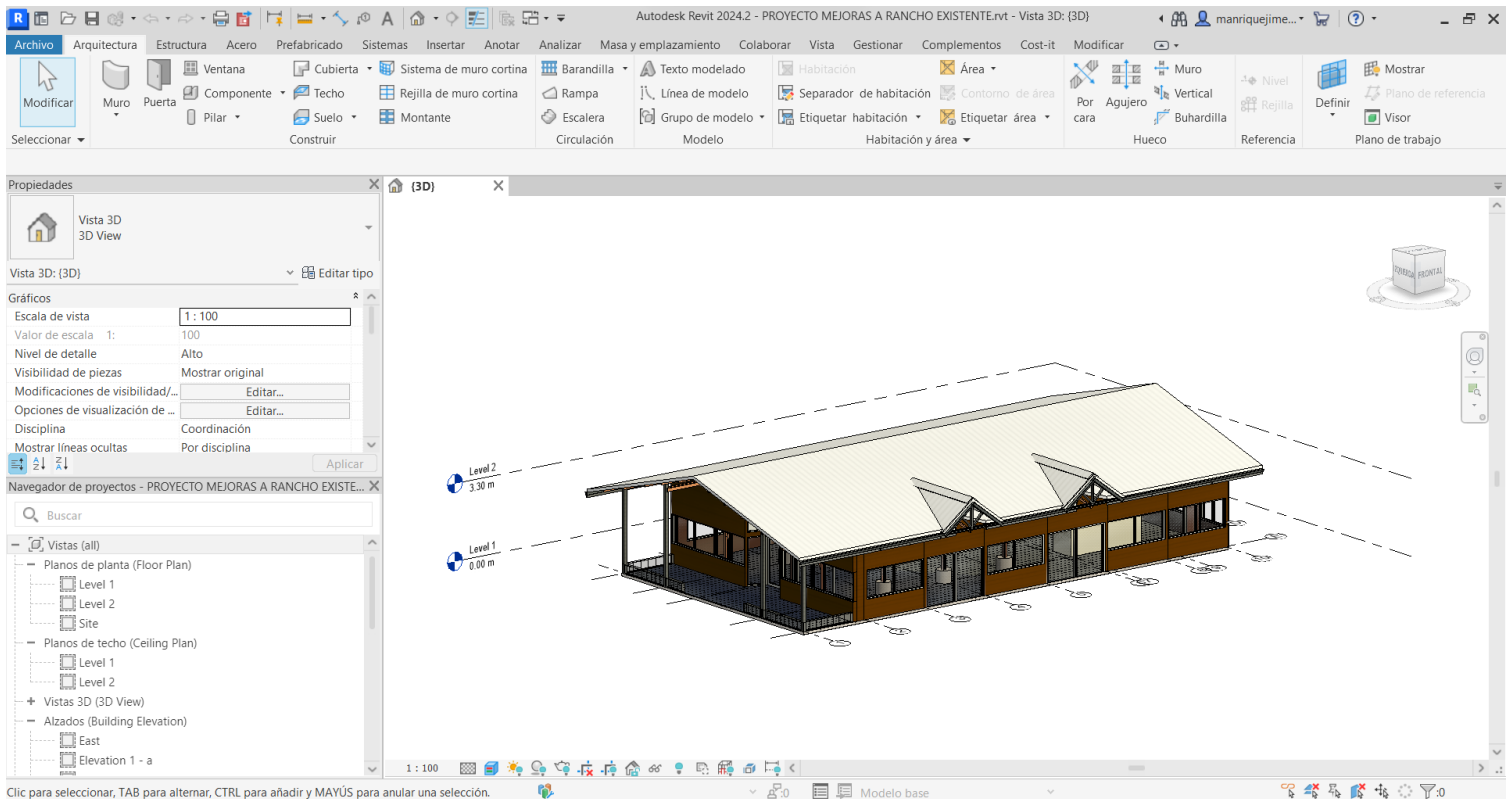 Autodesk Revit 2024.2 - PROYECTO MEJORAS A RANCHO EXISTENTE.rvt - Vista 3D: {3D}
manriquejime...
Archivo Arquitectura Estructura Acero Prefabricado Sistemas Insertar Anotar Analizar Masa y emplazamiento Colaborar Vista Gestionar Complementos Cost-it Modificar
Modificar
Seleccionar
Muro
Puerta
Ventana
Componente
Pilar
Cubierta
Techo
Suelo
Sistema de muro cortina
Rejilla de muro cortina
Montante
Construir
Barandilla
Rampa
Escalera
Circulación
Texto modelado
Línea de modelo
Grupo de modelo
Modelo
Habitación
Separador de habitación
Etiquetar habitación
Área
Contorno de área
Etiquetar área
Habitación y área
Por cara
Agujero
Muro
Vertical
Buhardilla
Hueco
Nivel
Rejilla
Referencia
Definir
Mostrar
Plano de referencia
Visor
Plano de trabajo
Propiedades
Vista 3D
3D View
Vista 3D: {3D}
Editar tipo
Gráficos
Escala de vista 1 : 100
Valor de escala 1: 100
Nivel de detalle Alto
Visibilidad de piezas Mostrar original
Modificaciones de visibilidad/... Editar...
Opciones de visualización de ... Editar...
Disciplina Coordinación
Mostrar líneas ocultas Por disciplina
Aplicar
Navegador de proyectos - PROYECTO MEJORAS A RANCHO EXISTE...
Buscar
Vistas (all)
Planos de planta (Floor Plan)
Level 1
Level 2
Site
Planos de techo (Ceiling Plan)
Level 1
Level 2
Vistas 3D (3D View)
Alzados (Building Elevation)
East
Elevation 1 - a
{3D}
FRONTAL
Level 2
3.30 m
Level 1
0.00 m
1 : 100
Clic para seleccionar, TAB para alternar, CTRL para añadir y MAYÚS para anular una selección.
:0
Modelo base
:0